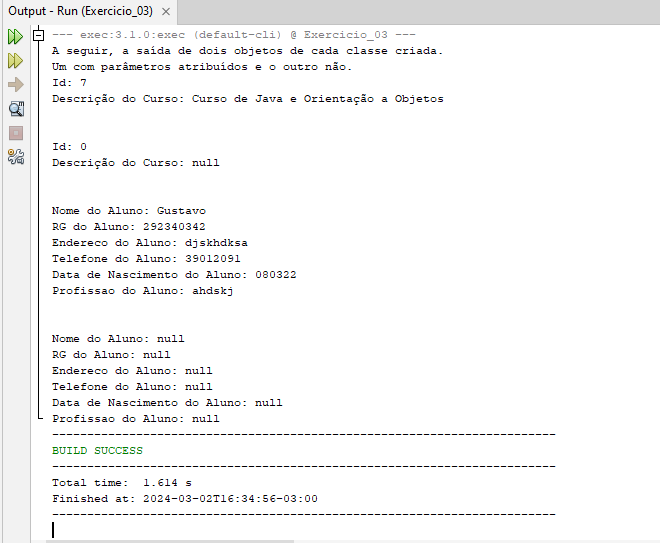 Output - Run (Exercicio_03) ×
--- exec:3.1.0:exec (default-cli) @ Exercicio_03 ---
A seguir, a saída de dois objetos de cada classe criada.
Um com parâmetros atribuídos e o outro não.
Id: 7
Descrição do Curso: Curso de Java e Orientação a Objetos
Id: 0
Descrição do Curso: null
Nome do Aluno: Gustavo
RG do Aluno: 292340342
Endereco do Aluno: djskhdksa
Telefone do Aluno: 39012091
Data de Nascimento do Aluno: 080322
Profissao do Aluno: ahdskj
Nome do Aluno: null
RG do Aluno: null
Endereco do Aluno: null
Telefone do Aluno: null
Data de Nascimento do Aluno: null
Profissao do Aluno: null
------------------------------------------------------------------------
BUILD SUCCESS
------------------------------------------------------------------------
Total time:  1.614 s
Finished at: 2024-03-02T16:34:56-03:00
------------------------------------------------------------------------